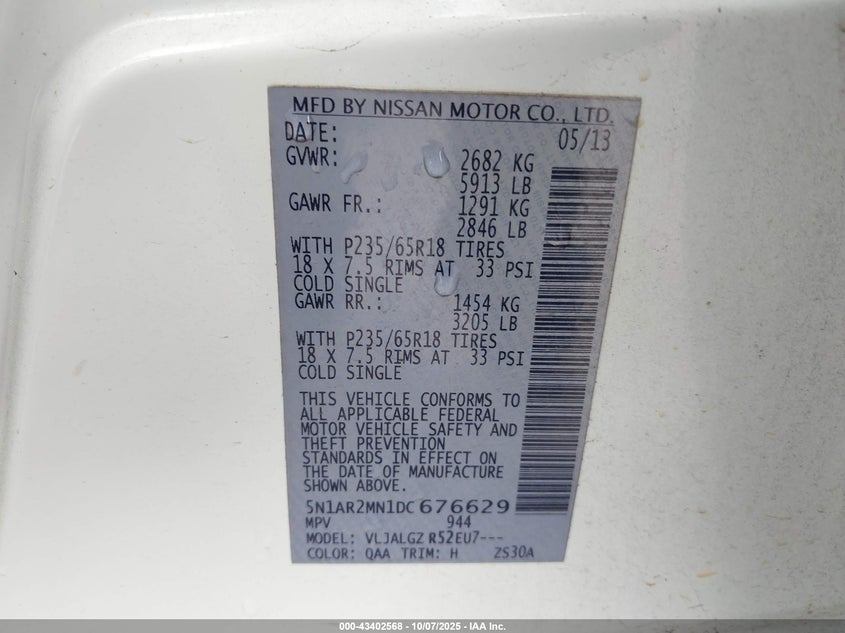 MFD BY NISSAN MOTOR CO., LTD.
DATE: 05/13
GVWR: 2682 KG
5913 LB
GAWR FR.: 1291 KG
2846 LB
WITH P235/65R18 TIRES
18 X 7.5 RIMS AT 33 PSI
COLD SINGLE
GAWR RR.: 1454 KG
3205 LB
WITH P235/65R18 TIRES
18 X 7.5 RIMS AT 33 PSI
COLD SINGLE
THIS VEHICLE CONFORMS TO
ALL APPLICABLE FEDERAL
MOTOR VEHICLE SAFETY AND
THEFT PREVENTION
STANDARDS IN EFFECT ON
THE DATE OF MANUFACTURE
SHOWN ABOVE.
5N1AR2MN1DC676629
MPV 944
MODEL: VLJALGZ R52EU7---
COLOR: QAA TRIM: H ZS30A
000-43402568 - 10/07/2025 - IAA Inc.